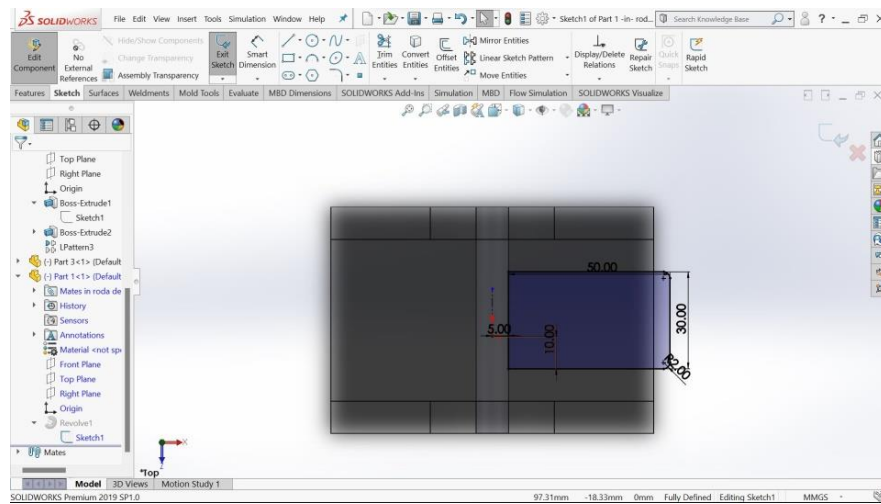 SOLIDWORKS File Edit View Insert Tools Simulation Window Help Sketch1 of Part 1 -in- rod... Search Knowledge Base
Edit Component
No External References
Hide/Show Components
Change Transparency
Assembly Transparency
Exit Sketch
Smart Dimension
Trim Entities
Convert Entities
Offset Entities
Mirror Entities
Linear Sketch Pattern
Move Entities
Display/Delete Relations
Repair Sketch
Quick Snaps
Rapid Sketch
Features Sketch Surfaces Weldments Mold Tools Evaluate MBD Dimensions SOLIDWORKS Add-Ins Simulation MBD Flow Simulation SOLIDWORKS Visualize
Top Plane
Right Plane
Origin
Boss-Extrude1
Sketch1
Boss-Extrude2
LPattern3
(-) Part 3<1> (Default
(-) Part 1<1> (Default
Mates in roda de
History
Sensors
Annotations
Material <not sp
Front Plane
Top Plane
Right Plane
Origin
Revolve1
Sketch1
Mates
50.00
30.00
5.00
10.00
R2.00
*Top
Model 3D Views Motion Study 1
SOLIDWORKS Premium 2019 SP1.0 97.31mm -18.33mm 0mm Fully Defined Editing Sketch1 MMGS